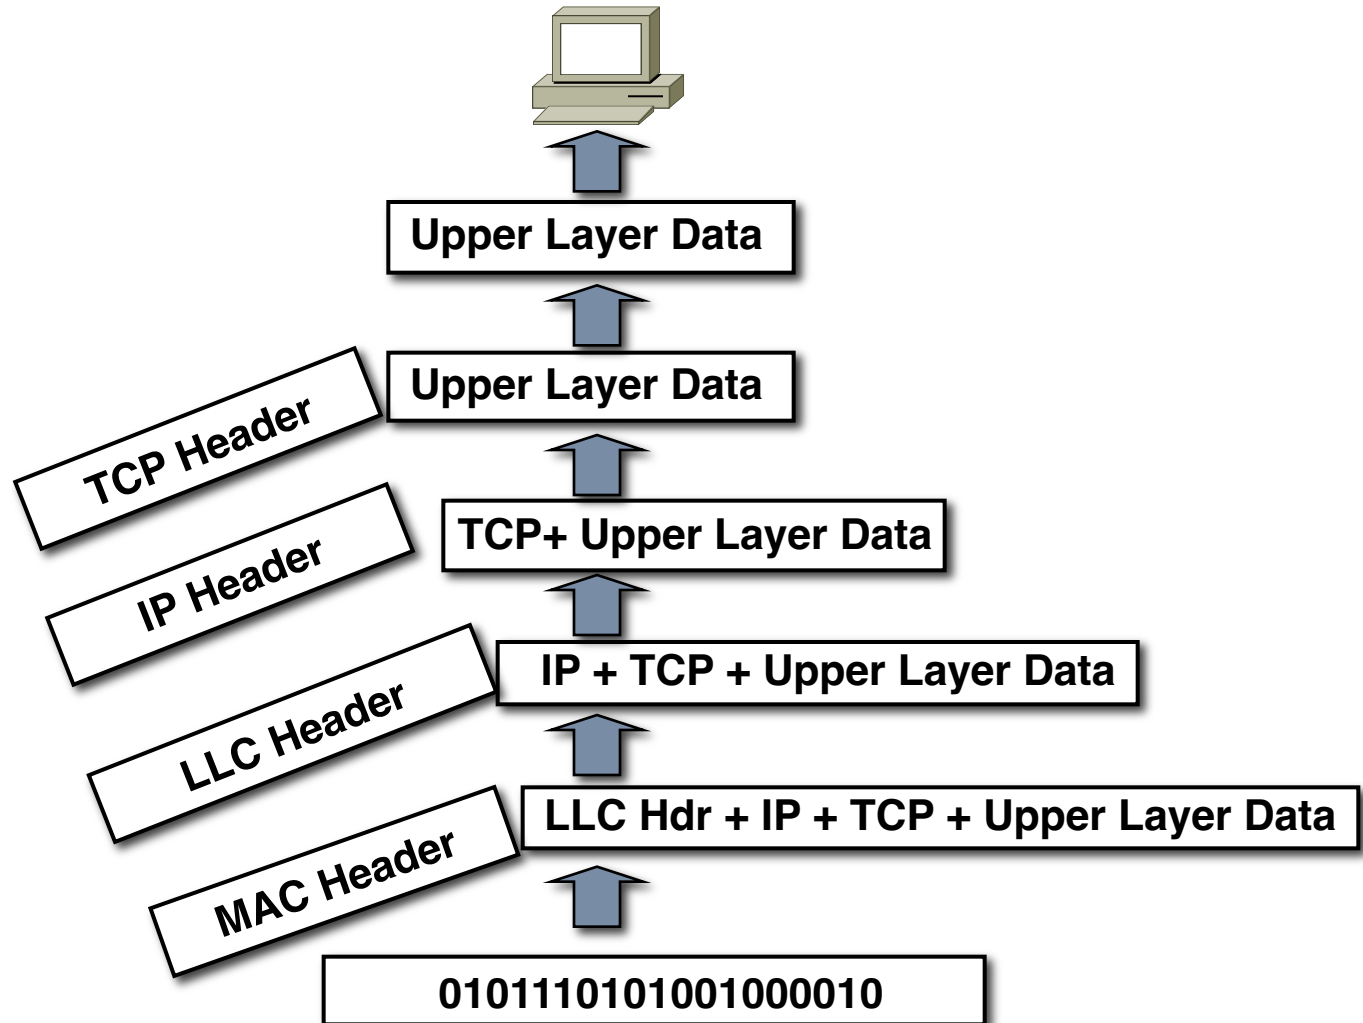 Upper Layer Data
Upper Layer Data
TCP Header
TCP+ Upper Layer Data
IP Header
IP + TCP + Upper Layer Data
LLC Header
LLC Hdr + IP + TCP + Upper Layer Data
MAC Header
0101110101001000010